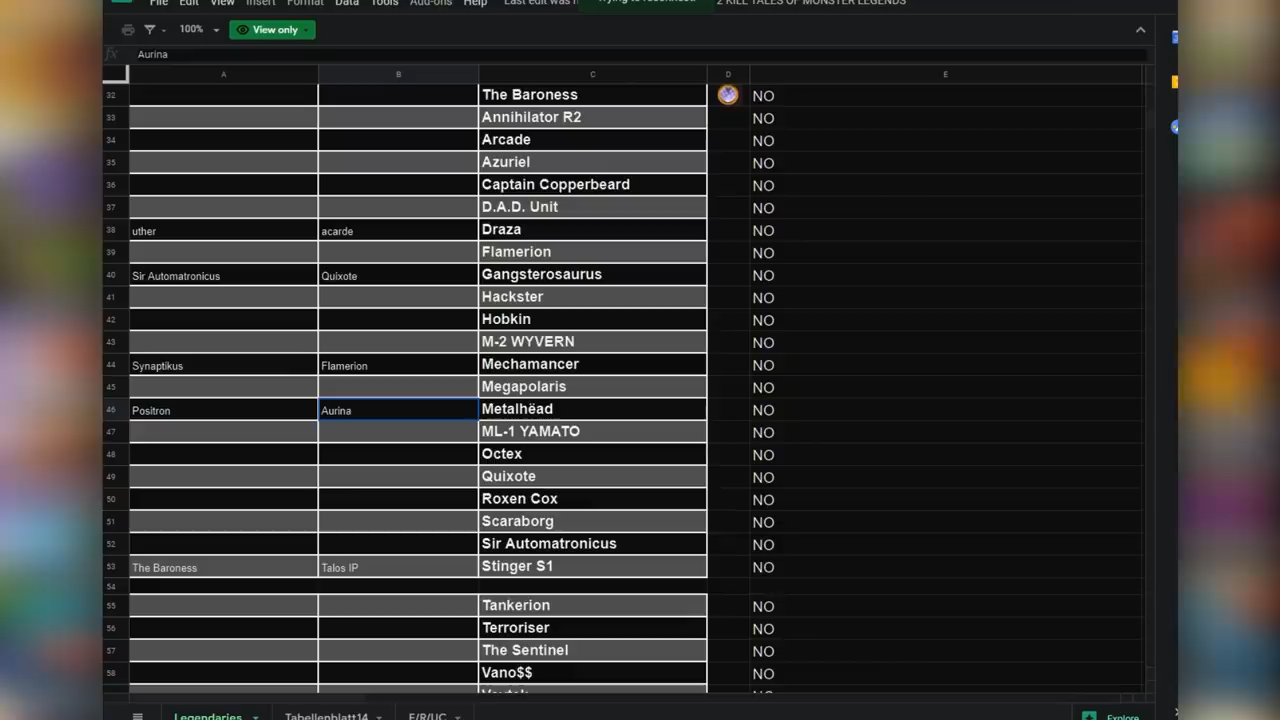 File Edit View Insert Format Data Tools Add-ons Help
2 KILL TALES OF MONSTER LEGENDS
100% View only
fx Aurina
A B C D E
32 The Baroness NO
33 Annihilator R2 NO
34 Arcade NO
35 Azuriel NO
36 Captain Copperbeard NO
37 D.A.D. Unit NO
38 uther acarde Draza NO
39 Flamerion NO
40 Sir Automatronicus Quixote Gangsterosaurus NO
41 Hackster NO
42 Hobkin NO
43 M-2 WYVERN NO
44 Synaptikus Flamerion Mechamancer NO
45 Megapolaris NO
46 Positron Aurina Metalhëad NO
47 ML-1 YAMATO NO
48 Octex NO
49 Quixote NO
50 Roxen Cox NO
51 Scaraborg NO
52 Sir Automatronicus NO
53 The Baroness Talos IP Stinger S1 NO
54
55 Tankerion NO
56 Terroriser NO
57 The Sentinel NO
58 Vano$$ NO
Legendaries Tabellenblatt14 E/R/UC Explore